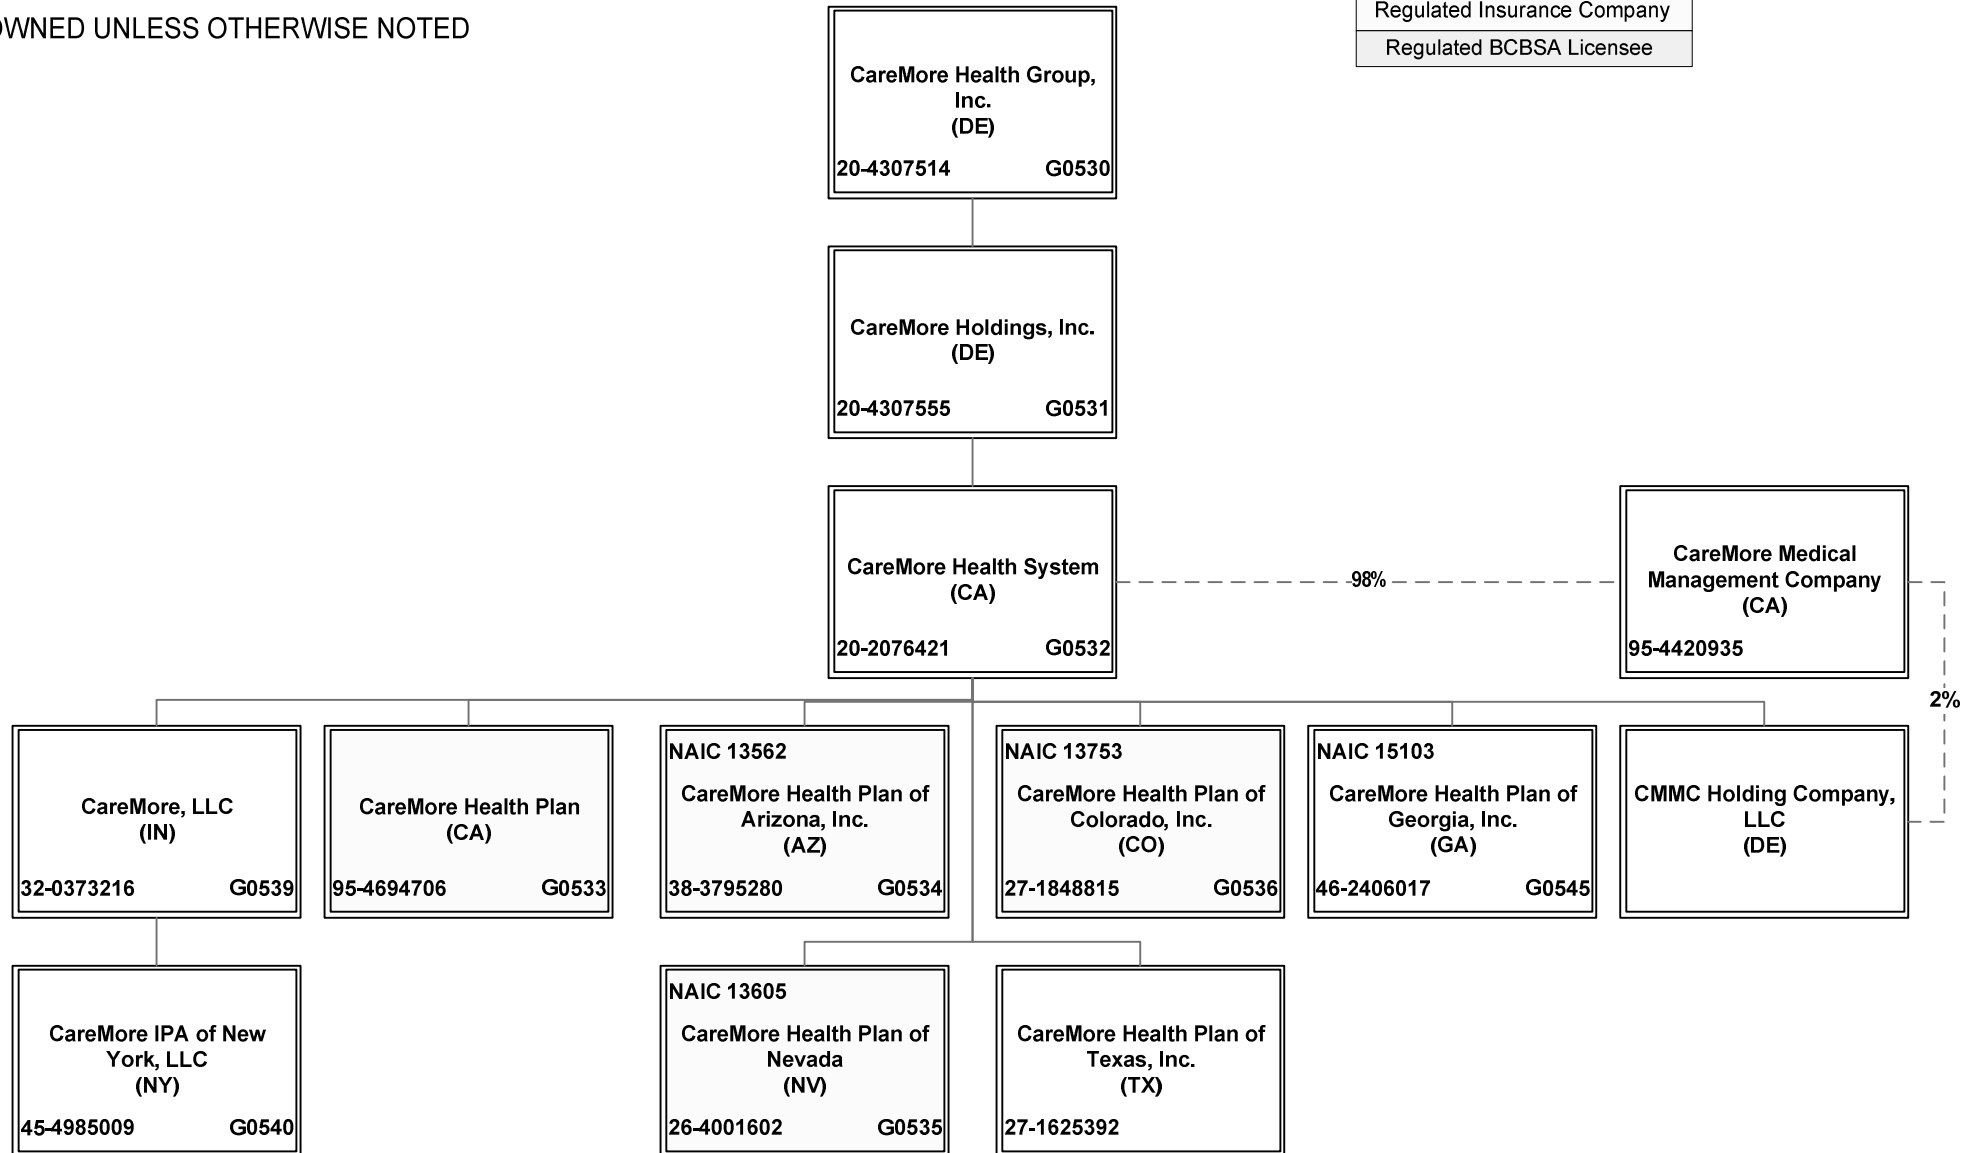 OWNED UNLESS OTHERWISE NOTED
Regulated Insurance Company
Regulated BCBSA Licensee
CareMore Health Group,
Inc.
(DE)
20-4307514 G0530
CareMore Holdings, Inc.
(DE)
20-4307555 G0531
CareMore Health System
(CA)
20-2076421 G0532
98%
CareMore Medical
Management Company
(CA)
95-4420935
2%
CareMore, LLC
(IN)
32-0373216 G0539
CareMore Health Plan
(CA)
95-4694706 G0533
NAIC 13562
CareMore Health Plan of
Arizona, Inc.
(AZ)
38-3795280 G0534
NAIC 13753
CareMore Health Plan of
Colorado, Inc.
(CO)
27-1848815 G0536
NAIC 15103
CareMore Health Plan of
Georgia, Inc.
(GA)
46-2406017 G0545
CMMC Holding Company,
LLC
(DE)
CareMore IPA of New
York, LLC
(NY)
45-4985009 G0540
NAIC 13605
CareMore Health Plan of
Nevada
(NV)
26-4001602 G0535
CareMore Health Plan of
Texas, Inc.
(TX)
27-1625392